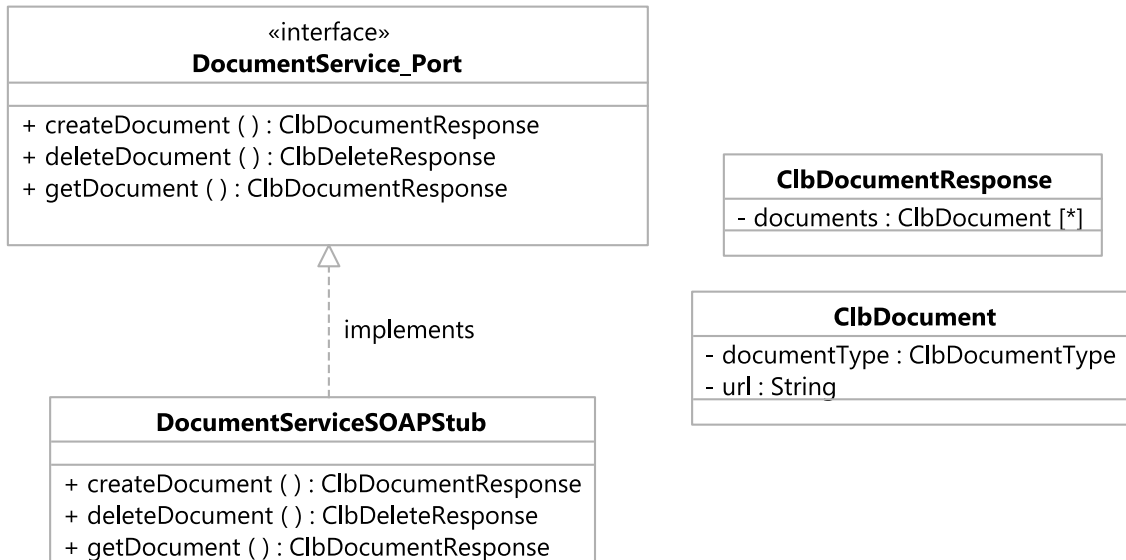 «interface»
DocumentService_Port
+ createDocument ( ) : ClbDocumentResponse
+ deleteDocument ( ) : ClbDeleteResponse
+ getDocument ( ) : ClbDocumentResponse
ClbDocumentResponse
- documents : ClbDocument [*]
ClbDocument
- documentType : ClbDocumentType
- url : String
implements
DocumentServiceSOAPStub
+ createDocument ( ) : ClbDocumentResponse
+ deleteDocument ( ) : ClbDeleteResponse
+ getDocument ( ) : ClbDocumentResponse